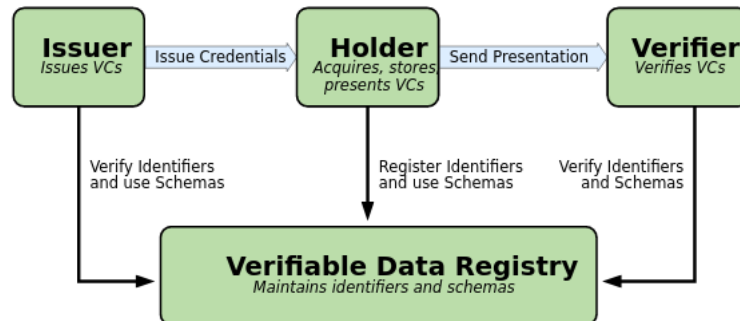 Issuer
Issues VCs
Issue Credentials
Holder
Acquires, stores,
presents VCs
Send Presentation
Verifier
Verifies VCs
Verify Identifiers
and use Schemas
Register Identifiers
and use Schemas
Verify Identifiers
and Schemas
Verifiable Data Registry
Maintains identifiers and schemas